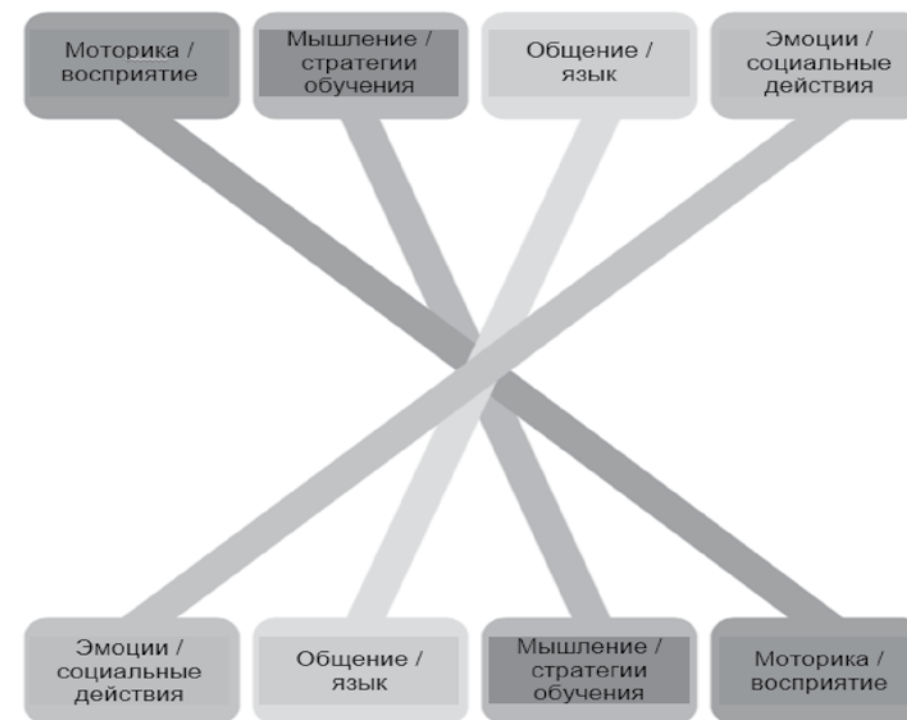 Моторика /
восприятие
Мышление /
стратегии
обучения
Общение /
язык
Эмоции /
социальные
действия
Эмоции /
социальные
действия
Общение /
язык
Мышление /
стратегии
обучения
Моторика /
восприятие